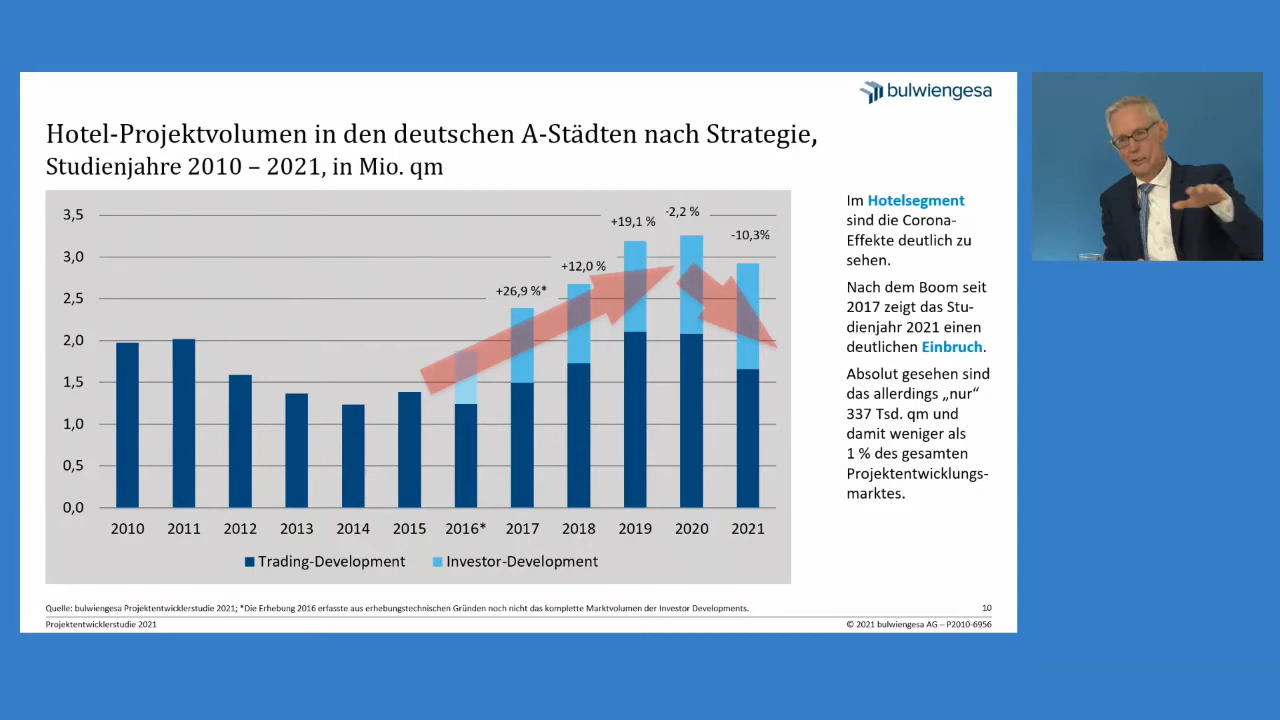 bulwiengesa
Hotel-Projektvolumen in den deutschen A-Städten nach Strategie,
Studienjahre 2010 – 2021, in Mio. qm
3,5
3,0
2,5
2,0
1,5
1,0
0,5
0,0
+26,9 %*
+12,0 %
+19,1 %
-2,2 %
-10,3%
2010 2011 2012 2013 2014 2015 2016* 2017 2018 2019 2020 2021
Trading-Development Investor-Development
Im Hotelsegment
sind die Corona-
Effekte deutlich zu
sehen.
Nach dem Boom seit
2017 zeigt das Stu-
dienjahr 2021 einen
deutlichen Einbruch.
Absolut gesehen sind
das allerdings „nur“
337 Tsd. qm und
damit weniger als
1 % des gesamten
Projektentwicklungs-
marktes.
Quelle: bulwiengesa Projektentwicklerstudie 2021; *Die Erhebung 2016 erfasste aus erhebungstechnischen Gründen noch nicht das komplette Marktvolumen der Investor Developments.
10
Projektentwicklerstudie 2021
© 2021 bulwiengesa AG – P2010-6956